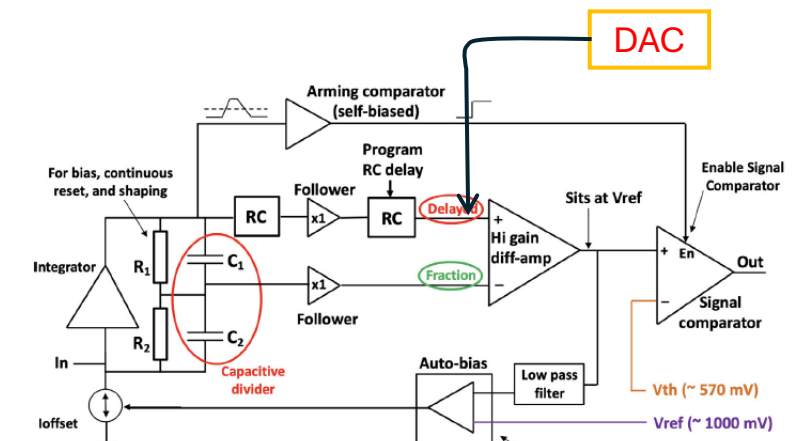 DAC
Arming comparator
(self-biased)
Program
RC delay
For bias, continuous
reset, and shaping
Follower
Enable Signal
Comparator
Sits at Vref
RC
x1
RC
Delayed
+
Hi gain
diff-amp
−
+
En
Out
−
Signal
comparator
Integrator
R1
C1
x1
Fraction
Follower
R2
C2
In
Capacitive
divider
Auto-bias
Low pass
filter
Vth (~ 570 mV)
Vref (~ 1000 mV)
Ioffset